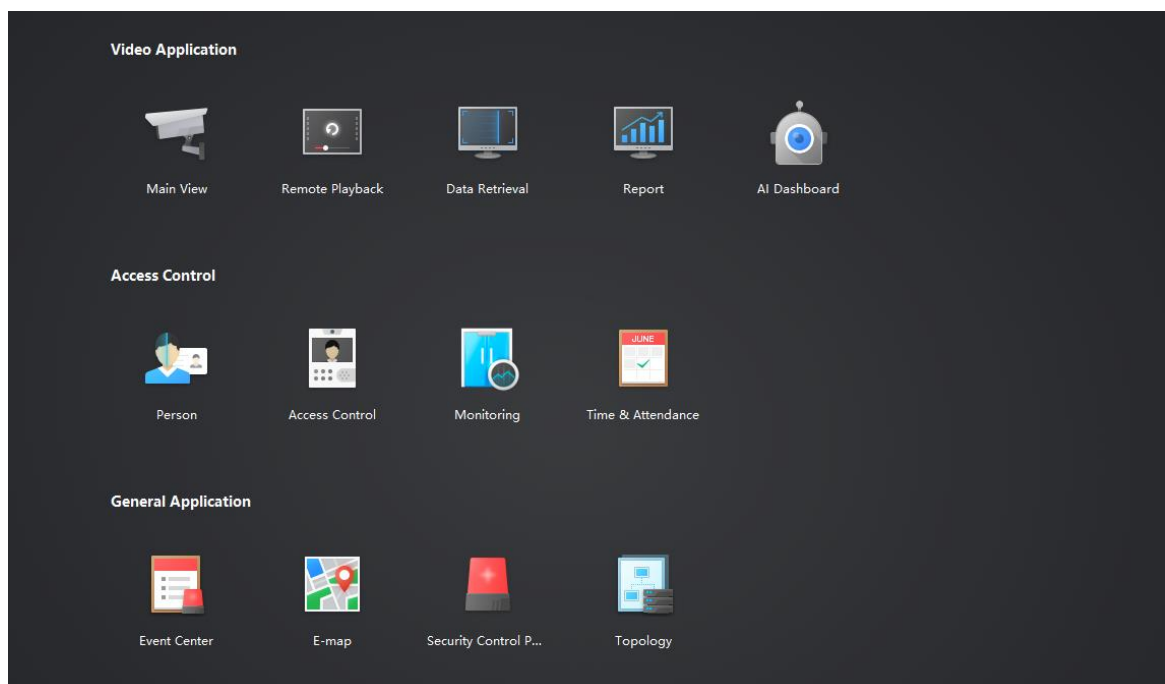 Video Application
Main View
Remote Playback
Data Retrieval
Report
AI Dashboard
Access Control
JUNE
Person
Access Control
Monitoring
Time & Attendance
General Application
Event Center
E-map
Security Control P...
Topology